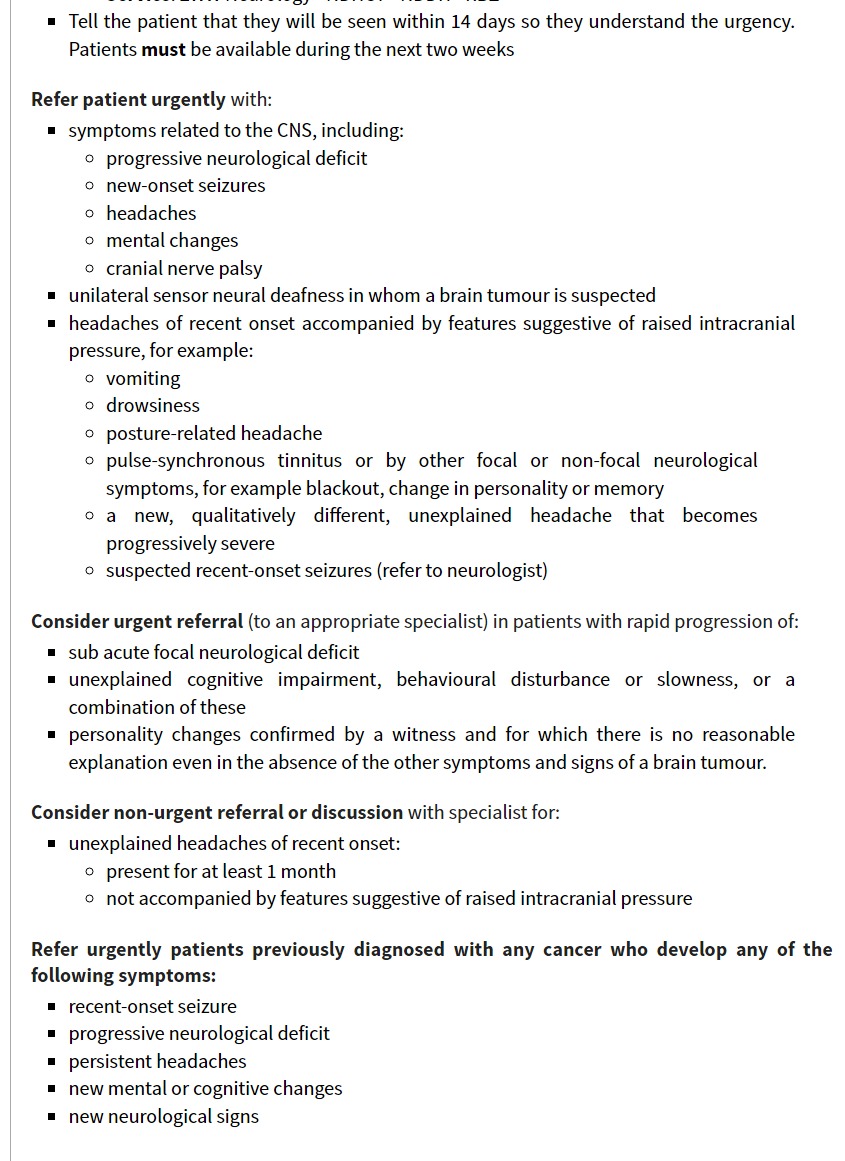 Tell the patient that they will be seen within 14 days so they understand the urgency.
Patients must be available during the next two weeks
Refer patient urgently with:
symptoms related to the CNS, including:
progressive neurological deficit
new-onset seizures
headaches
mental changes
cranial nerve palsy
unilateral sensor neural deafness in whom a brain tumour is suspected
headaches of recent onset accompanied by features suggestive of raised intracranial
pressure, for example:
vomiting
drowsiness
posture-related headache
pulse-synchronous tinnitus or by other focal or non-focal neurological
symptoms, for example blackout, change in personality or memory
a new, qualitatively different, unexplained headache that becomes
progressively severe
suspected recent-onset seizures (refer to neurologist)
Consider urgent referral (to an appropriate specialist) in patients with rapid progression of:
sub acute focal neurological deficit
unexplained cognitive impairment, behavioural disturbance or slowness, or a
combination of these
personality changes confirmed by a witness and for which there is no reasonable
explanation even in the absence of the other symptoms and signs of a brain tumour.
Consider non-urgent referral or discussion with specialist for:
unexplained headaches of recent onset:
present for at least 1 month
not accompanied by features suggestive of raised intracranial pressure
Refer urgently patients previously diagnosed with any cancer who develop any of the
following symptoms:
recent-onset seizure
progressive neurological deficit
persistent headaches
new mental or cognitive changes
new neurological signs